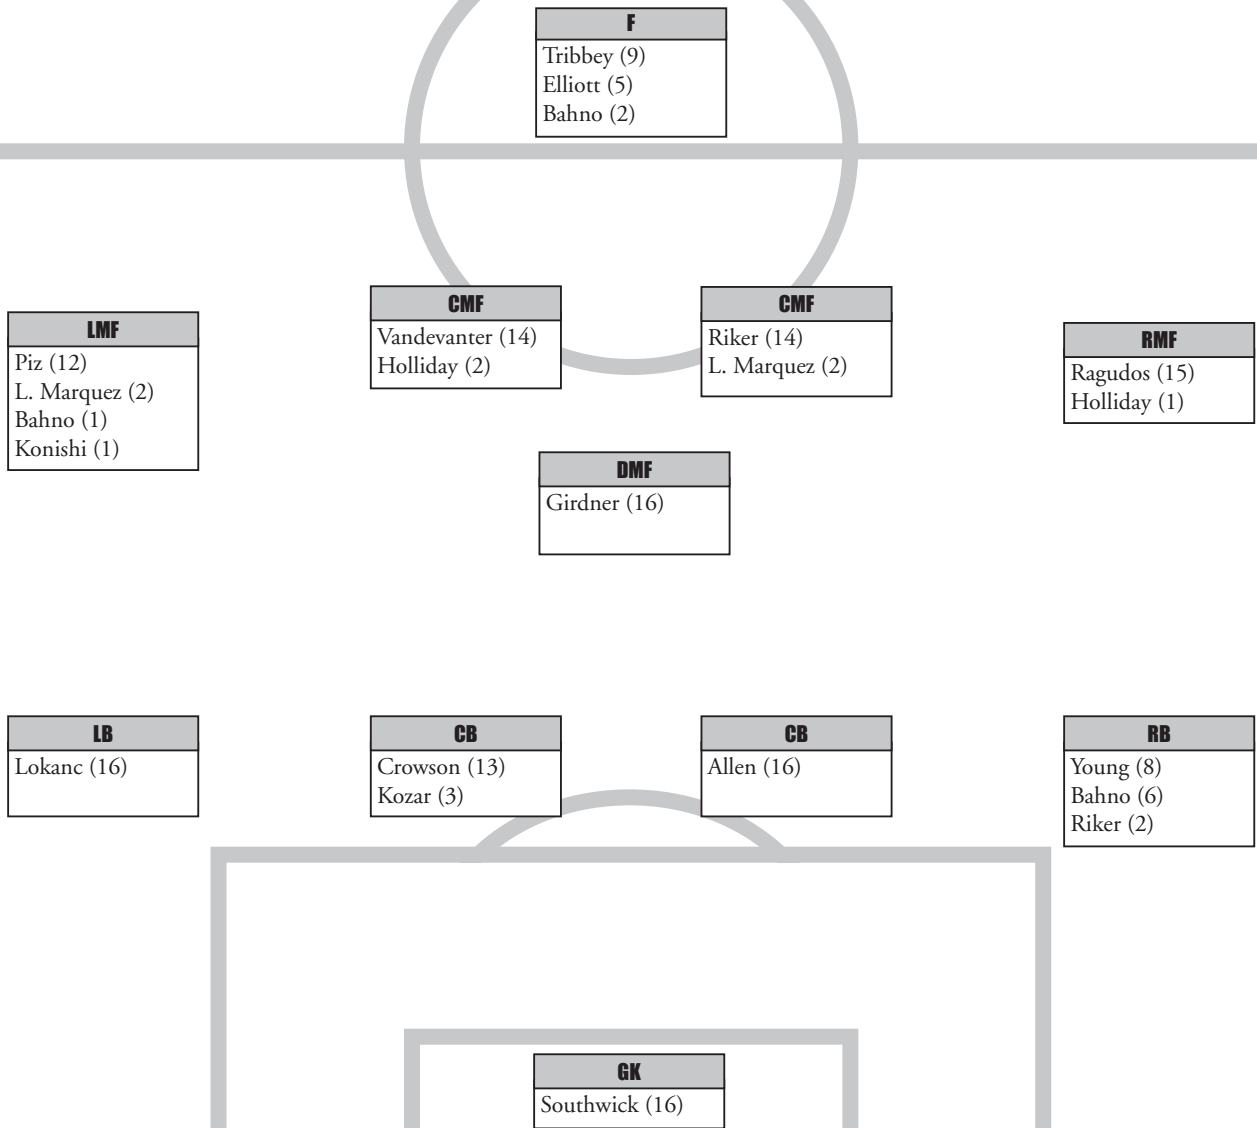 F
Tribbey (9)
Elliott (5)
Bahno (2)
LMF
Piz (12)
L. Marquez (2)
Bahno (1)
Konishi (1)
CMF
Vandevanter (14)
Holliday (2)
CMF
Riker (14)
L. Marquez (2)
RMF
Ragudos (15)
Holliday (1)
DMF
Girdner (16)
LB
Lokanc (16)
CB
Crowson (13)
Kozar (3)
CB
Allen (16)
RB
Young (8)
Bahno (6)
Riker (2)
GK
Southwick (16)